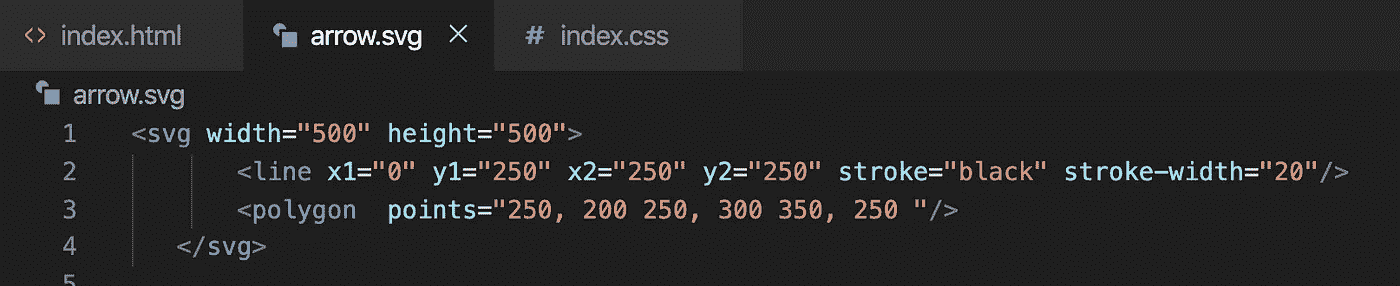 <> index.html arrow.svg × # index.css
arrow.svg
1 <svg width="500" height="500">
2 <line x1="0" y1="250" x2="250" y2="250" stroke="black" stroke-width="20"/>
3 <polygon  points="250, 200 250, 300 350, 250 "/>
4 </svg>
5